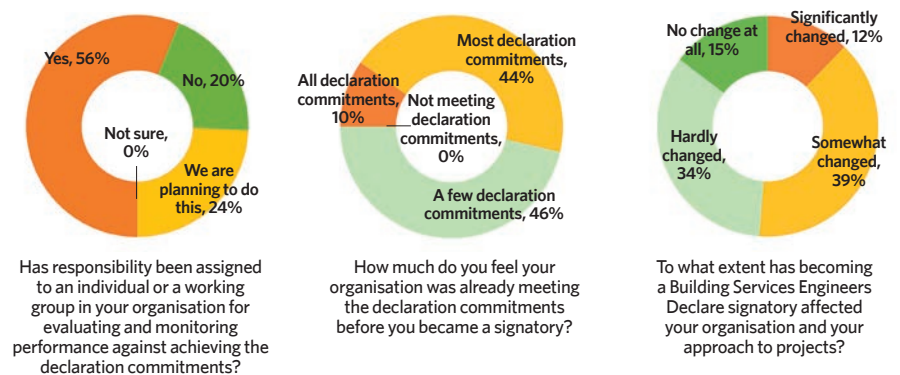 Yes, 56%
No, 20%
Not sure,
0%
We are
planning to do
this, 24%
Has responsibility been assigned
to an individual or a working
group in your organisation for
evaluating and monitoring
performance against achieving the
declaration commitments?
Most declaration
commitments,
44%
All declaration
commitments,
10%
Not meeting
declaration
commitments,
0%
A few declaration
commitments, 46%
How much do you feel your
organisation was already meeting
the declaration commitments
before you became a signatory?
Significantly
changed, 12%
No change at
all, 15%
Hardly
changed,
34%
Somewhat
changed,
39%
To what extent has becoming
a Building Services Engineers
Declare signatory affected
your organisation and your
approach to projects?